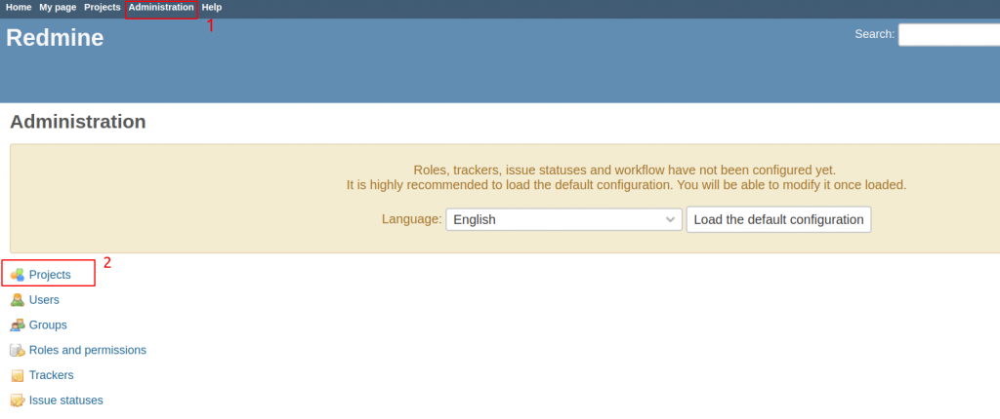 Home My page Projects Administration Help
1
Redmine
Search:
Administration
Roles, trackers, issue statuses and workflow have not been configured yet.
It is highly recommended to load the default configuration. You will be able to modify it once loaded.
Language: English Load the default configuration
Projects
2
Users
Groups
Roles and permissions
Trackers
Issue statuses